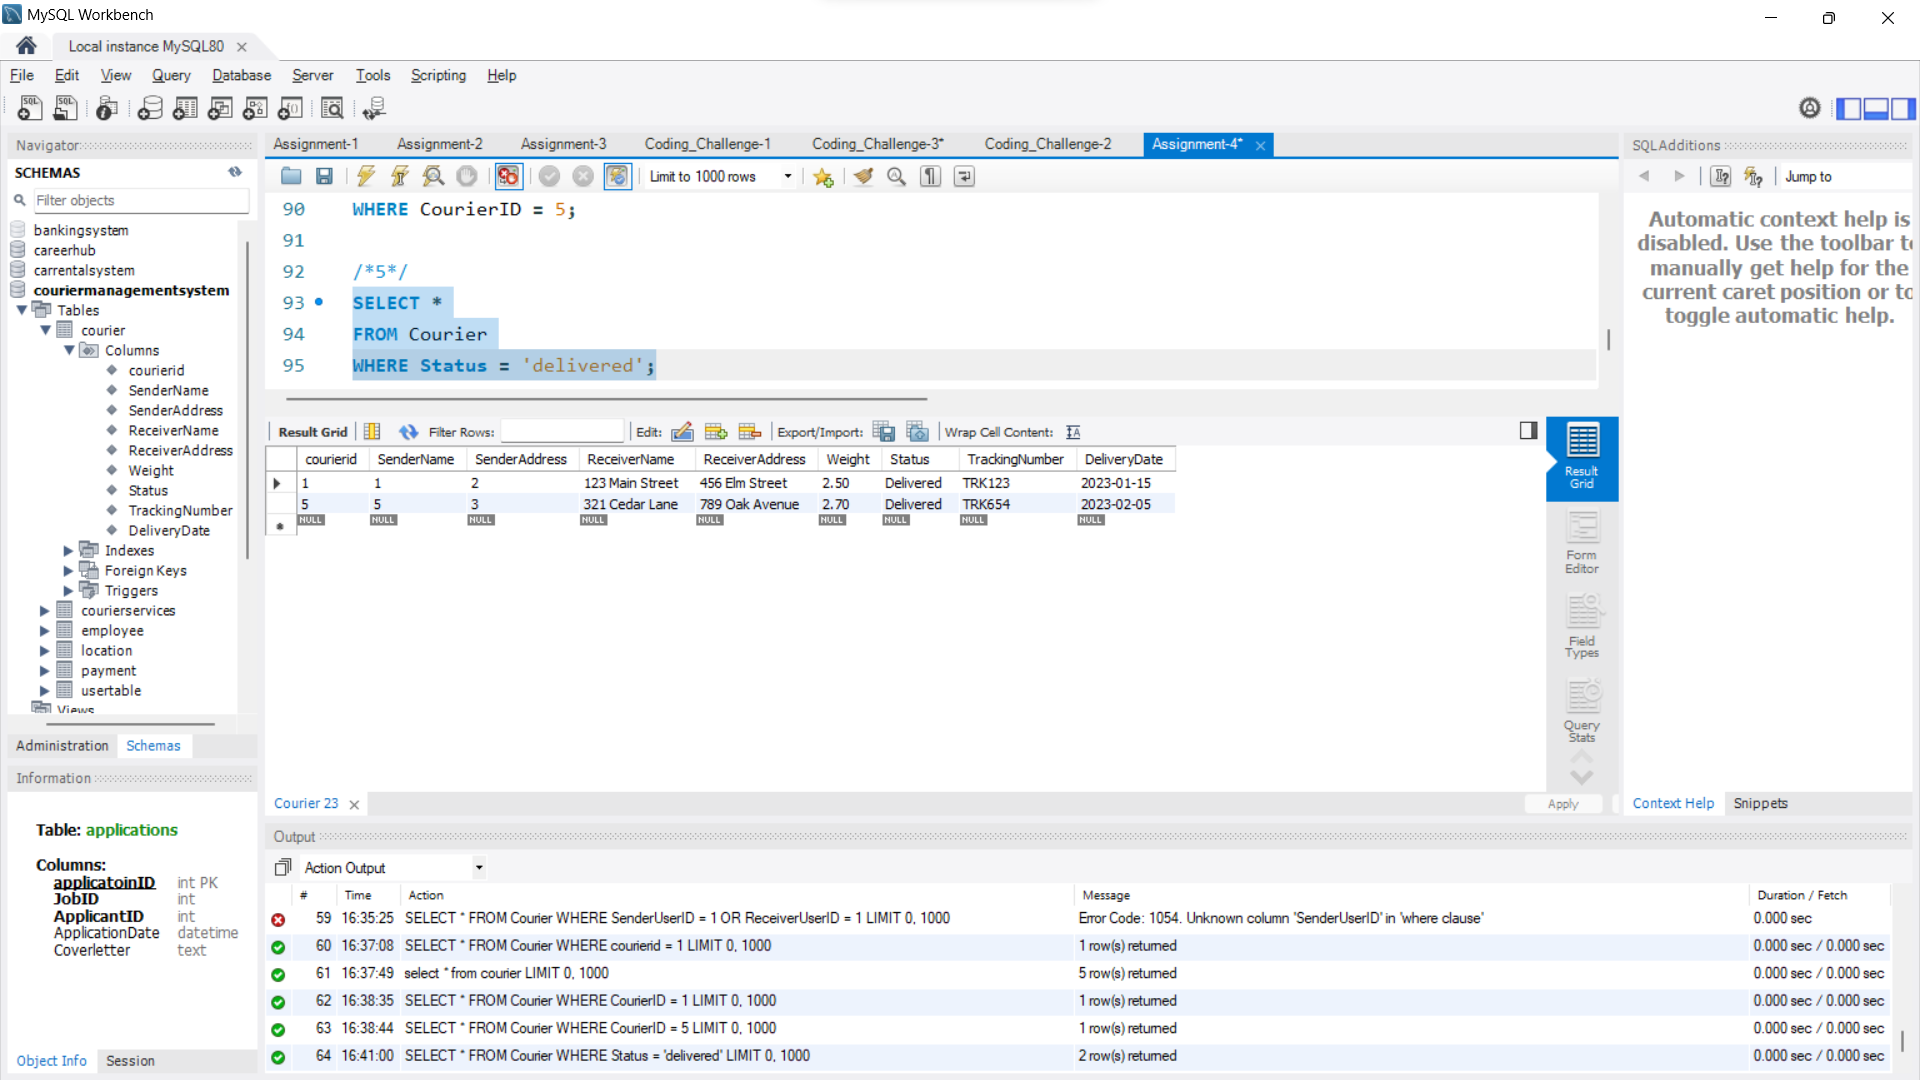 MySQL Workbench
Local instance MySQL80
File Edit View Query Database Server Tools Scripting Help
Navigator
SCHEMAS
Filter objects
bankingsystem
careerhub
carrentalsystem
couriermanagementsystem
Tables
courier
Columns
courierid
SenderName
SenderAddress
ReceiverName
ReceiverAddress
Weight
Status
TrackingNumber
DeliveryDate
Indexes
Foreign Keys
Triggers
courierservices
employee
location
payment
usertable
Views
Administration Schemas
Information
Table: applications
Columns:
applicatoinID int PK
JobID int
ApplicantID int
ApplicationDate datetime
Coverletter text
Object Info Session
Assignment-1 Assignment-2 Assignment-3 Coding_Challenge-1 Coding_Challenge-3* Coding_Challenge-2 Assignment-4*
Limit to 1000 rows
90 WHERE CourierID = 5;
91
92 /*5*/
93 SELECT *
94 FROM Courier
95 WHERE Status = 'delivered';
Result Grid Filter Rows: Edit: Export/Import: Wrap Cell Content:
courierid SenderName SenderAddress ReceiverName ReceiverAddress Weight Status TrackingNumber DeliveryDate
1 1 2 123 Main Street 456 Elm Street 2.50 Delivered TRK123 2023-01-15
5 5 3 321 Cedar Lane 789 Oak Avenue 2.70 Delivered TRK654 2023-02-05
NULL NULL NULL NULL NULL NULL NULL NULL NULL
Result
Grid
Form
Editor
Field
Types
Query
Stats
Courier 23
Apply
SQLAdditions
Jump to
Automatic context help is
disabled. Use the toolbar to
manually get help for the
current caret position or to
toggle automatic help.
Context Help Snippets
Output
Action Output
# Time Action Message Duration / Fetch
59 16:35:25 SELECT * FROM Courier WHERE SenderUserID = 1 OR ReceiverUserID = 1 LIMIT 0, 1000 Error Code: 1054. Unknown column 'SenderUserID' in 'where clause' 0.000 sec
60 16:37:08 SELECT * FROM Courier WHERE courierid = 1 LIMIT 0, 1000 1 row(s) returned 0.000 sec / 0.000 sec
61 16:37:49 select * from courier LIMIT 0, 1000 5 row(s) returned 0.000 sec / 0.000 sec
62 16:38:35 SELECT * FROM Courier WHERE CourierID = 1 LIMIT 0, 1000 1 row(s) returned 0.000 sec / 0.000 sec
63 16:38:44 SELECT * FROM Courier WHERE CourierID = 5 LIMIT 0, 1000 1 row(s) returned 0.000 sec / 0.000 sec
64 16:41:00 SELECT * FROM Courier WHERE Status = 'delivered' LIMIT 0, 1000 2 row(s) returned 0.000 sec / 0.000 sec